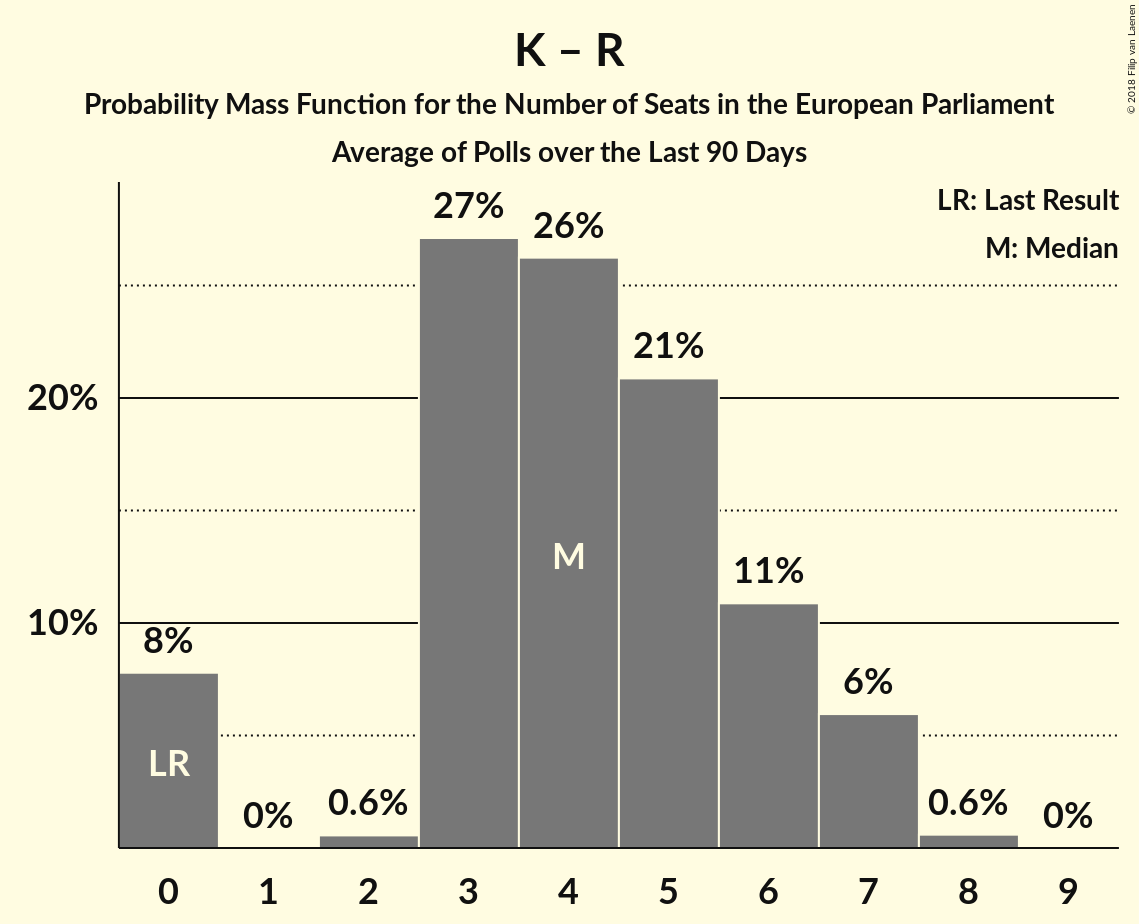 K – R
Probability Mass Function for the Number of Seats in the European Parliament
Average of Polls over the Last 90 Days
© 2018 Filip van Laenen
LR: Last Result
M: Median
27%
26%
21%
20%
11%
10%
8%
6%
0%
0.6%
0.6%
0%
M
LR
0 1 2 3 4 5 6 7 8 9